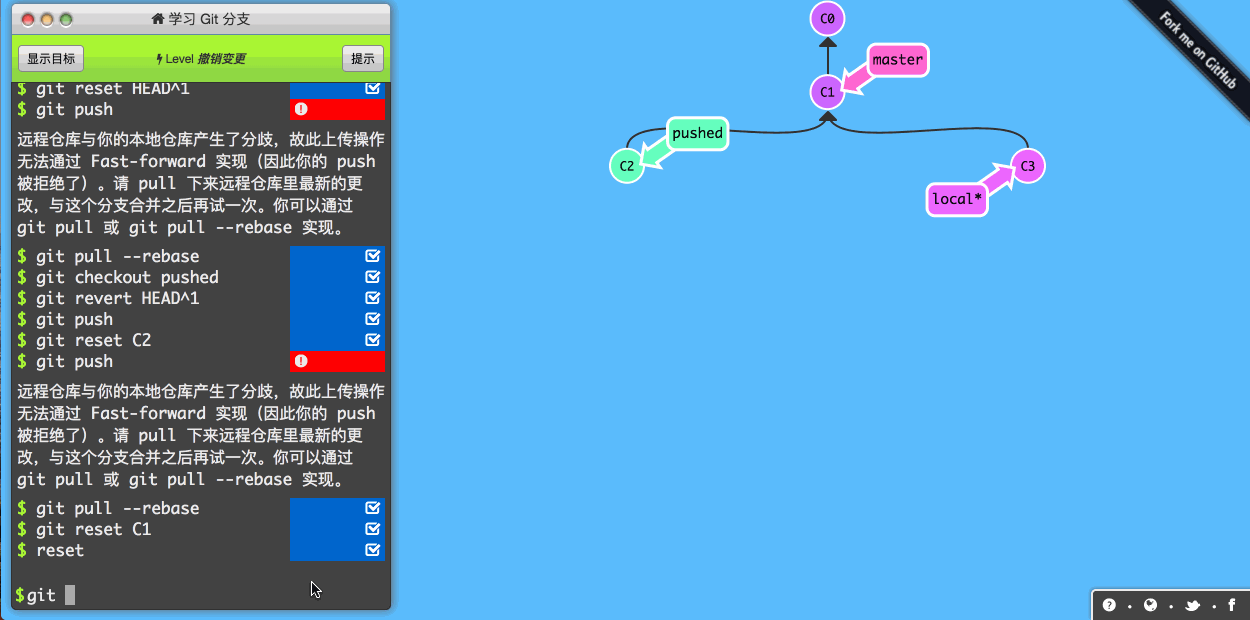 学习 Git 分支
显示目标
Level 撤销变更
提示
$ git reset HEAD^1
$ git push
远程仓库与你的本地仓库产生了分歧，故此上传操作
无法通过 Fast-forward 实现（因此你的 push
被拒绝了）。请 pull 下来远程仓库里最新的更
改，与这个分支合并之后再试一次。你可以通过
git pull 或 git pull --rebase 实现。
$ git pull --rebase
$ git checkout pushed
$ git revert HEAD^1
$ git push
$ git reset C2
$ git push
远程仓库与你的本地仓库产生了分歧，故此上传操作
无法通过 Fast-forward 实现（因此你的 push
被拒绝了）。请 pull 下来远程仓库里最新的更
改，与这个分支合并之后再试一次。你可以通过
git pull 或 git pull --rebase 实现。
$ git pull --rebase
$ git reset C1
$ reset
$git
C0
master
C1
pushed
C2
C3
local*
Fork me on GitHub